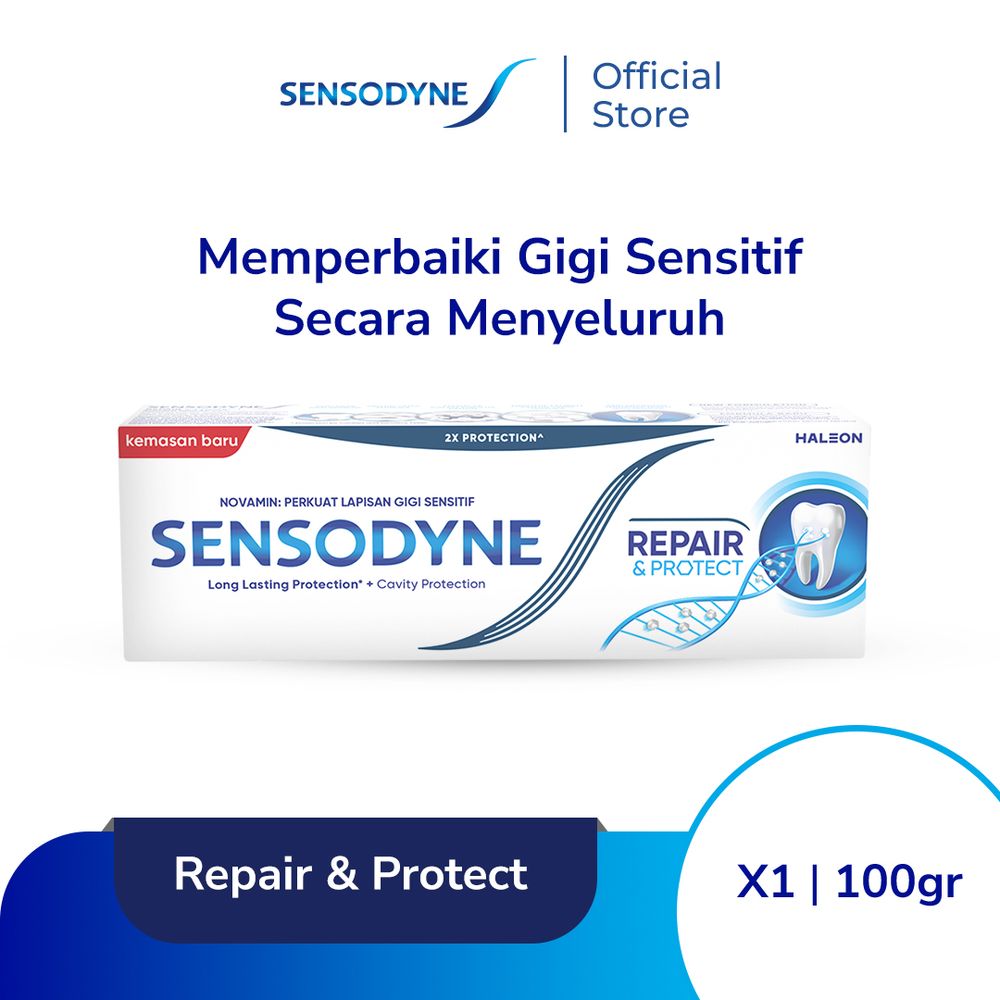 SENSODYNE
Official
Store
Memperbaiki Gigi Sensitif
Secara Menyeluruh
kemasan baru
2X PROTECTION^
HALEON
NOVAMIN: PERKUAT LAPISAN GIGI SENSITIF
SENSODYNE
Long Lasting Protection* + Cavity Protection
REPAIR
& PROTECT
Repair & Protect
X1 | 100gr